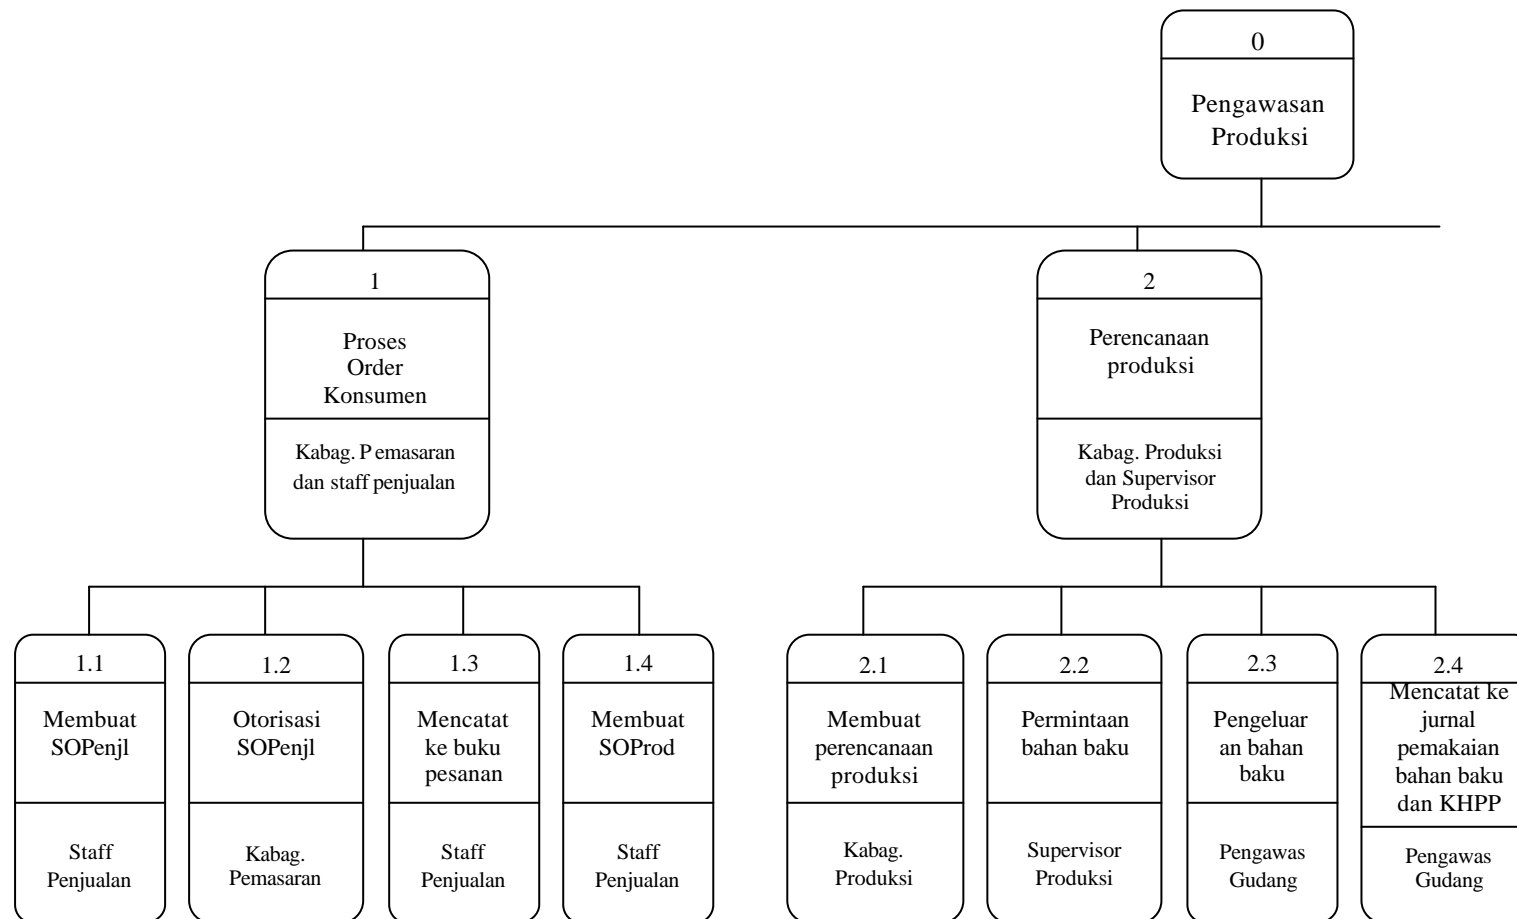 0
Pengawasan
Produksi
1
Proses
Order
Konsumen
Kabag. P emasaran
dan staff penjualan
2
Perencanaan
produksi
Kabag. Produksi
dan Supervisor
Produksi
1.1
Membuat
SOPenjl
Staff
Penjualan
1.2
Otorisasi
SOPenjl
Kabag.
Pemasaran
1.3
Mencatat
ke buku
pesanan
Staff
Penjualan
1.4
Membuat
SOProd
Staff
Penjualan
2.1
Membuat
perencanaan
produksi
Kabag.
Produksi
2.2
Permintaan
bahan baku
Supervisor
Produksi
2.3
Pengeluar
an bahan
baku
Pengawas
Gudang
2.4
Mencatat ke
jurnal
pemakaian
bahan baku
dan KHPP
Pengawas
Gudang